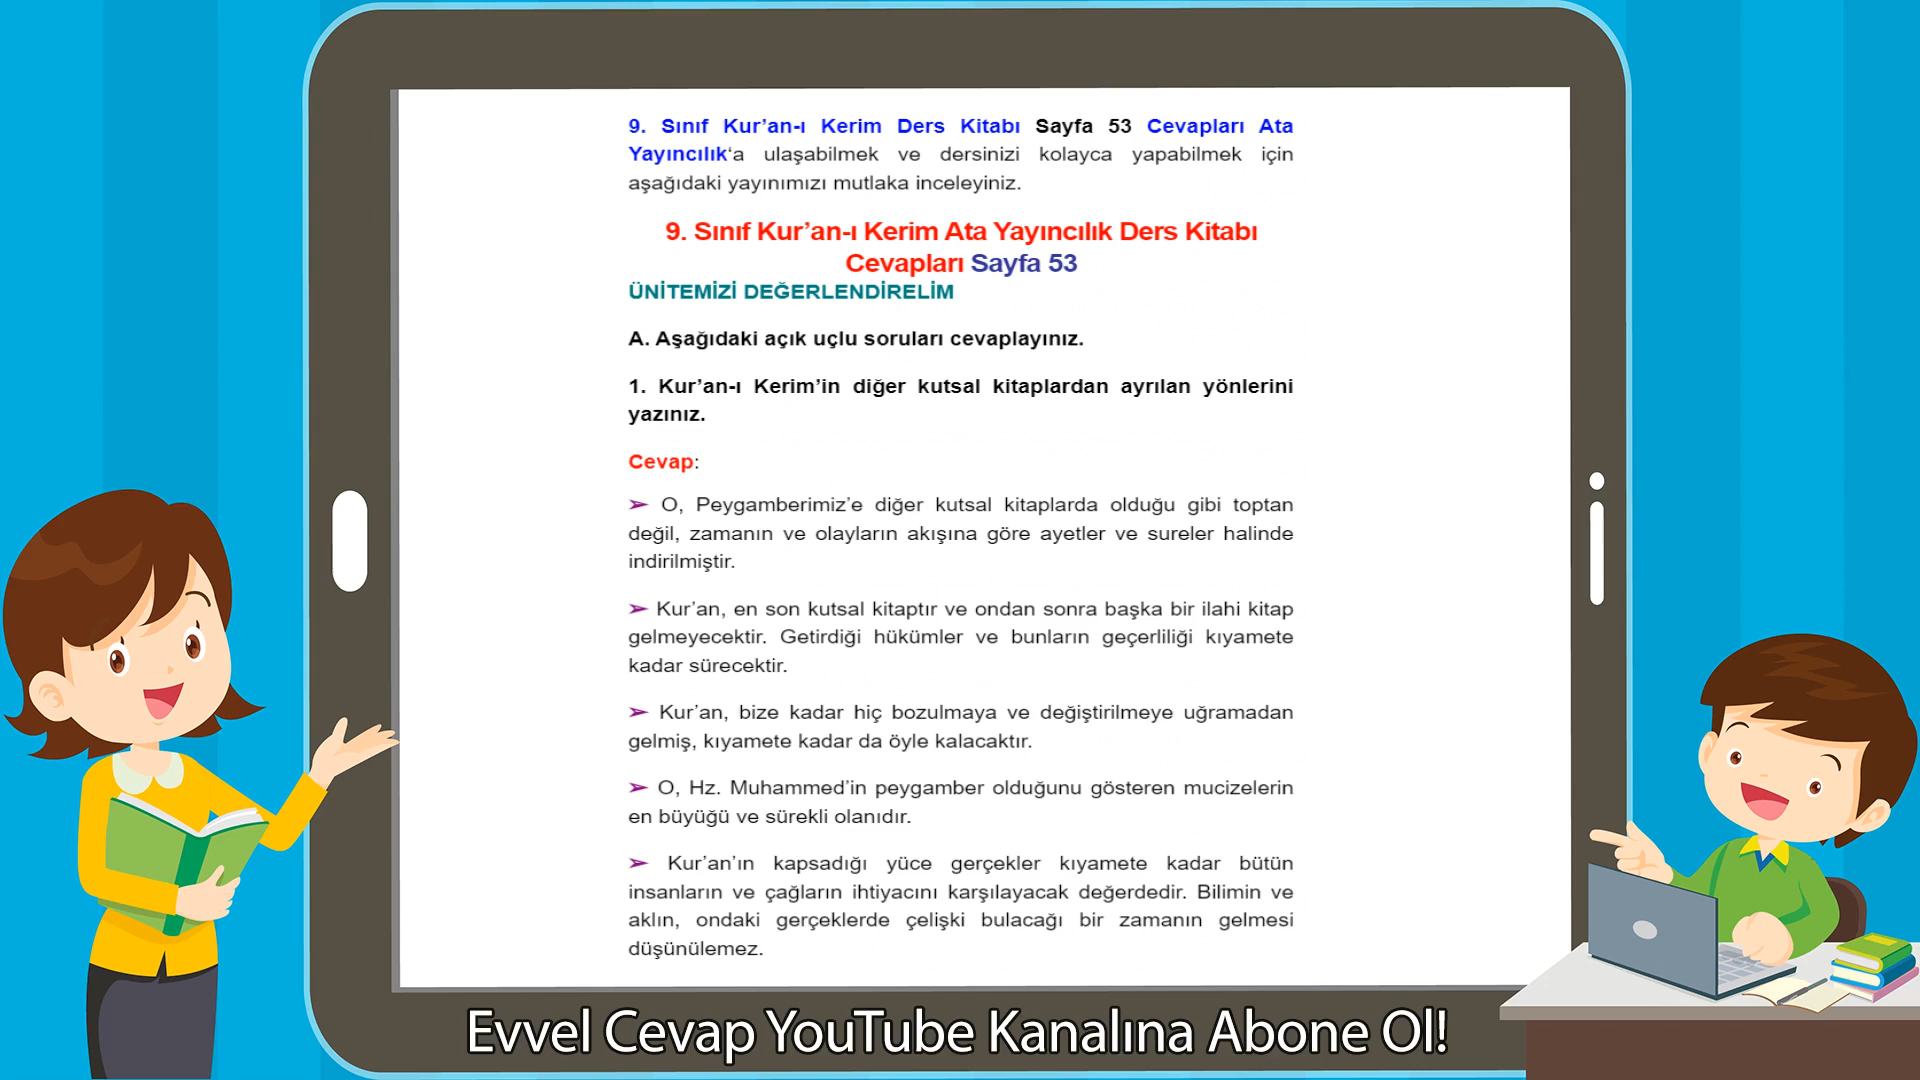 9. Sınıf Kur’an-ı Kerim Ders Kitabı Sayfa 53 Cevapları Ata
Yayıncılık‘a ulaşabilmek ve dersinizi kolayca yapabilmek için
aşağıdaki yayınımızı mutlaka inceleyiniz.
9. Sınıf Kur’an-ı Kerim Ata Yayıncılık Ders Kitabı
Cevapları Sayfa 53
ÜNİTEMİZİ DEĞERLENDİRELİM
A. Aşağıdaki açık uçlu soruları cevaplayınız.
1. Kur’an-ı Kerim’in diğer kutsal kitaplardan ayrılan yönlerini
yazınız.
Cevap:
➢ O, Peygamberimiz’e diğer kutsal kitaplarda olduğu gibi toptan
değil, zamanın ve olayların akışına göre ayetler ve sureler halinde
indirilmiştir.
➢ Kur’an, en son kutsal kitaptır ve ondan sonra başka bir ilahi kitap
gelmeyecektir. Getirdiği hükümler ve bunların geçerliliği kıyamete
kadar sürecektir.
➢ Kur’an, bize kadar hiç bozulmaya ve değiştirilmeye uğramadan
gelmiş, kıyamete kadar da öyle kalacaktır.
➢ O, Hz. Muhammed’in peygamber olduğunu gösteren mucizelerin
en büyüğü ve sürekli olanıdır.
➢ Kur’an’ın kapsadığı yüce gerçekler kıyamete kadar bütün
insanların ve çağların ihtiyacını karşılayacak değerdedir. Bilimin ve
aklın, ondaki gerçeklerde çelişki bulacağı bir zamanın gelmesi
düşünülemez.
Evvel Cevap YouTube Kanalına Abone Ol!